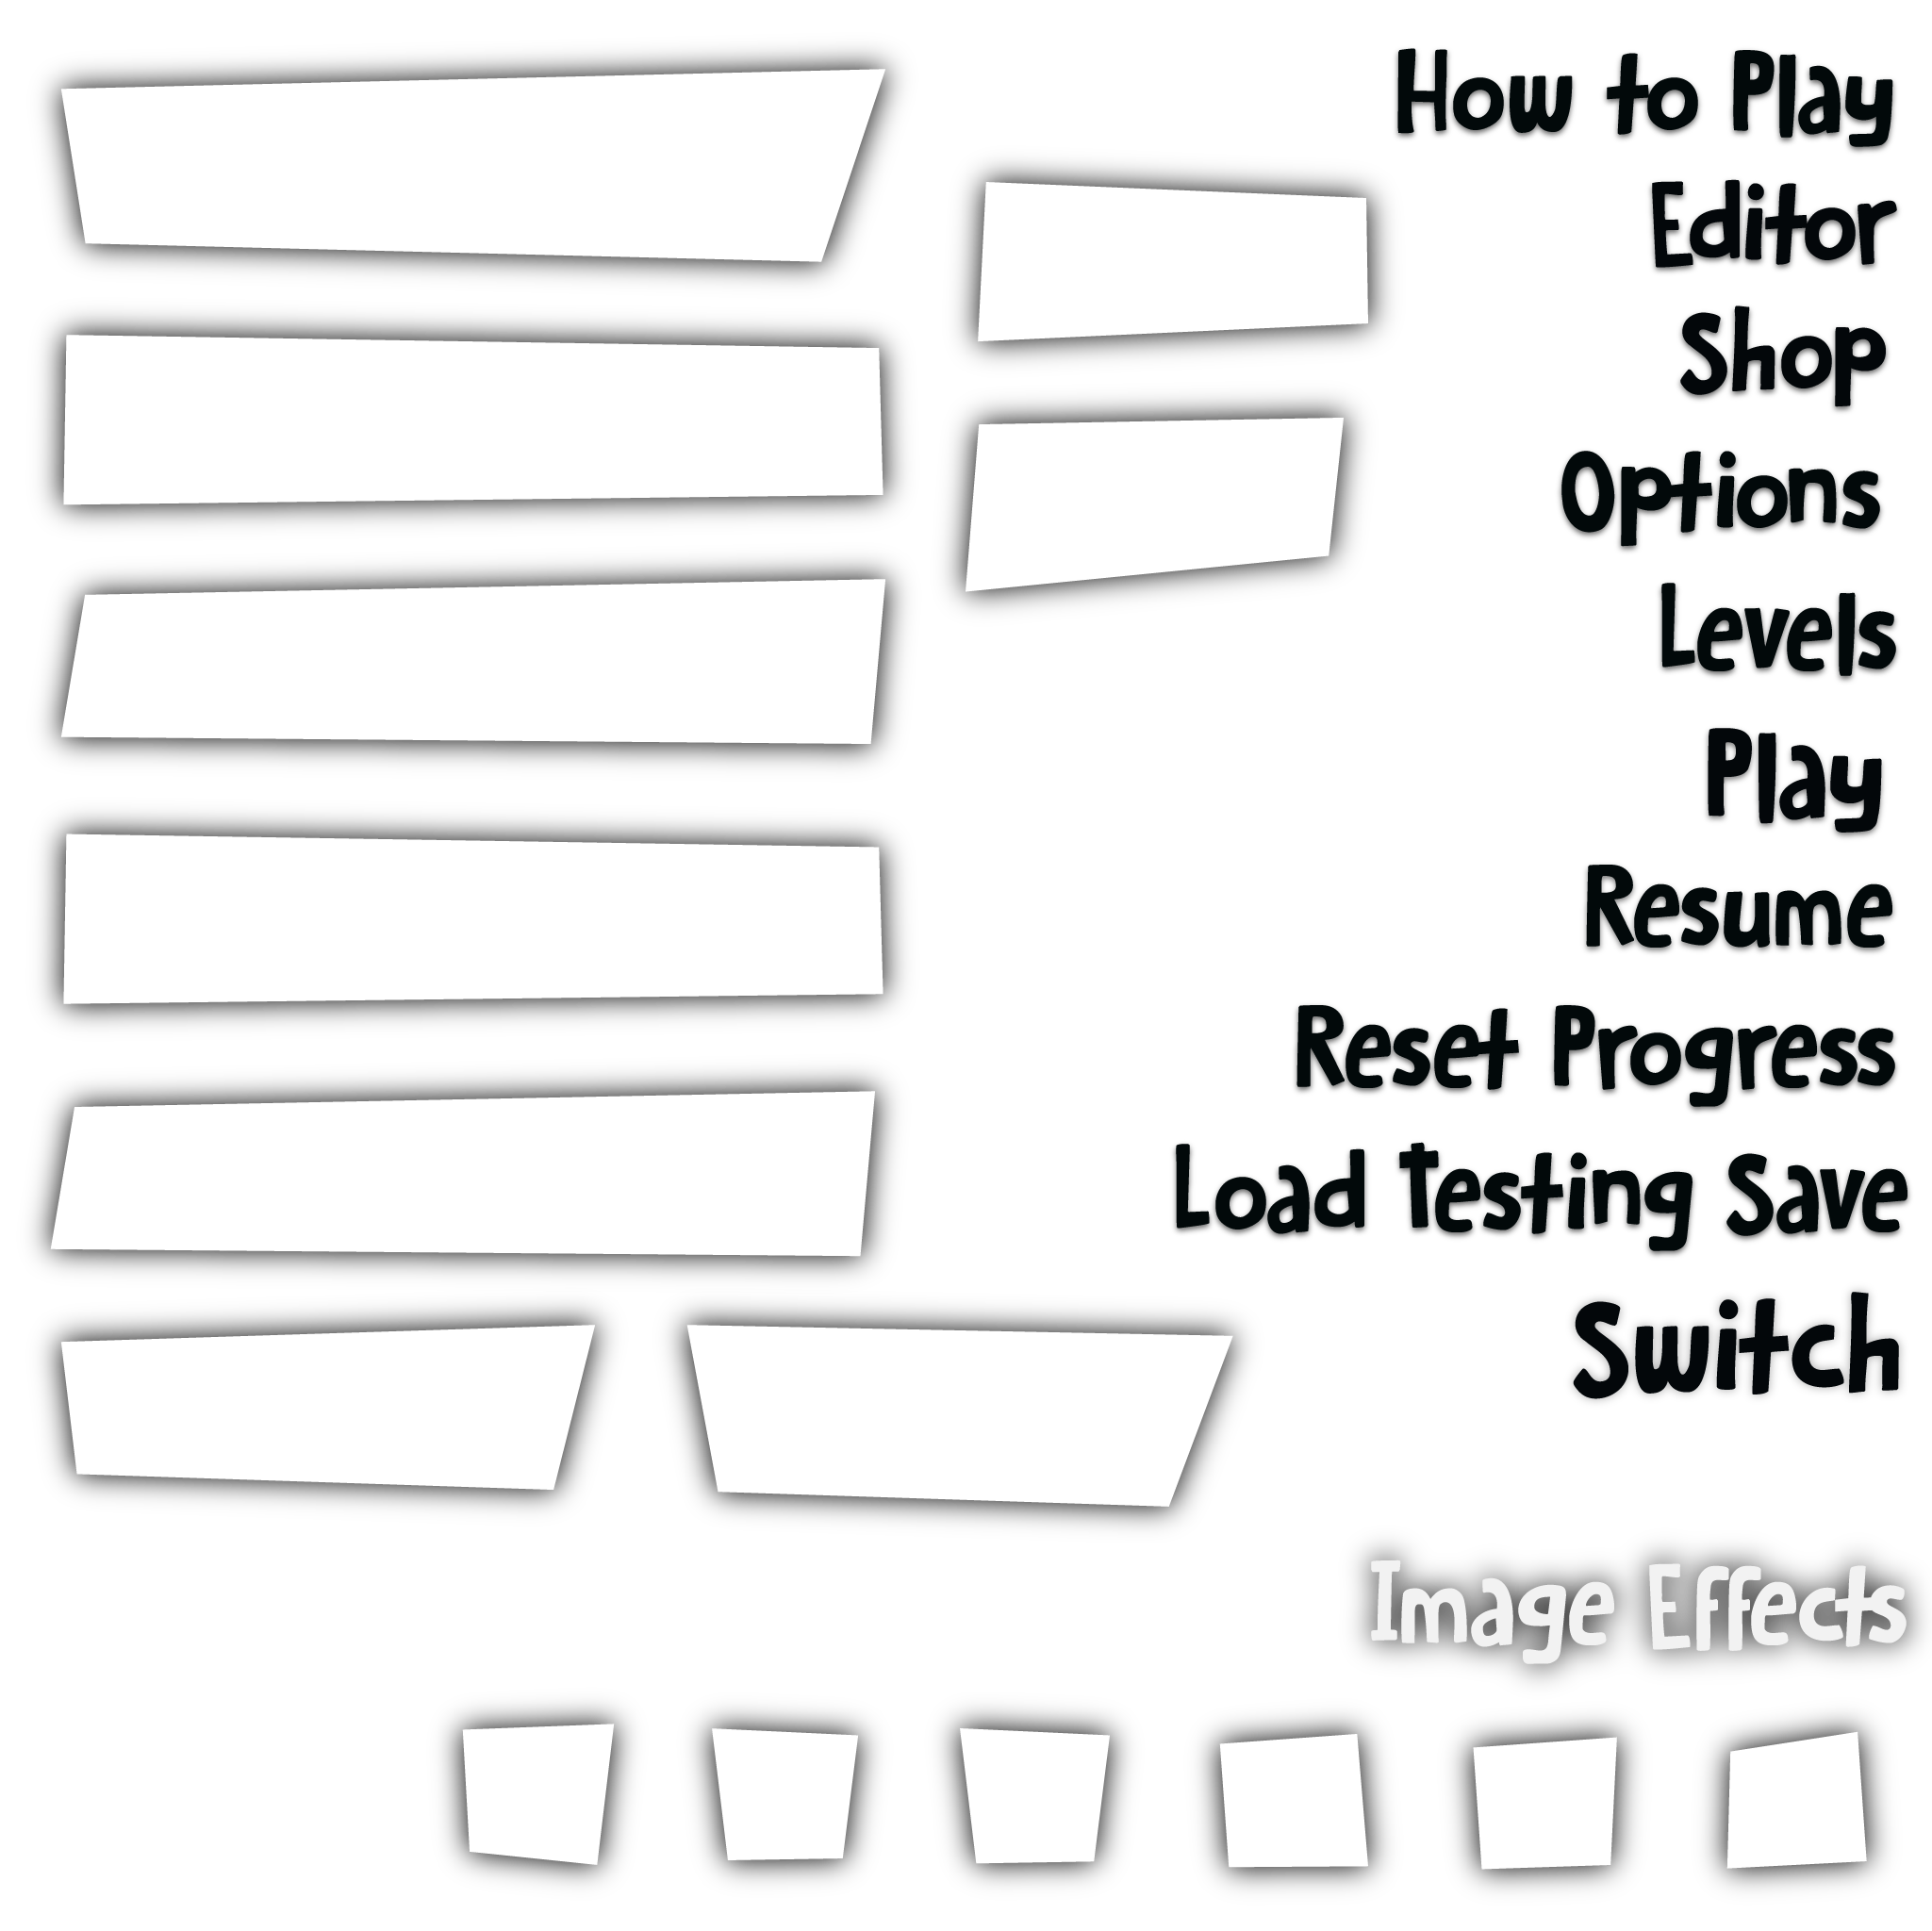 How to Play
Editor
Shop
Options
Levels
Play
Resume
Reset Progress
Load Testing Save
Switch
Image Effects